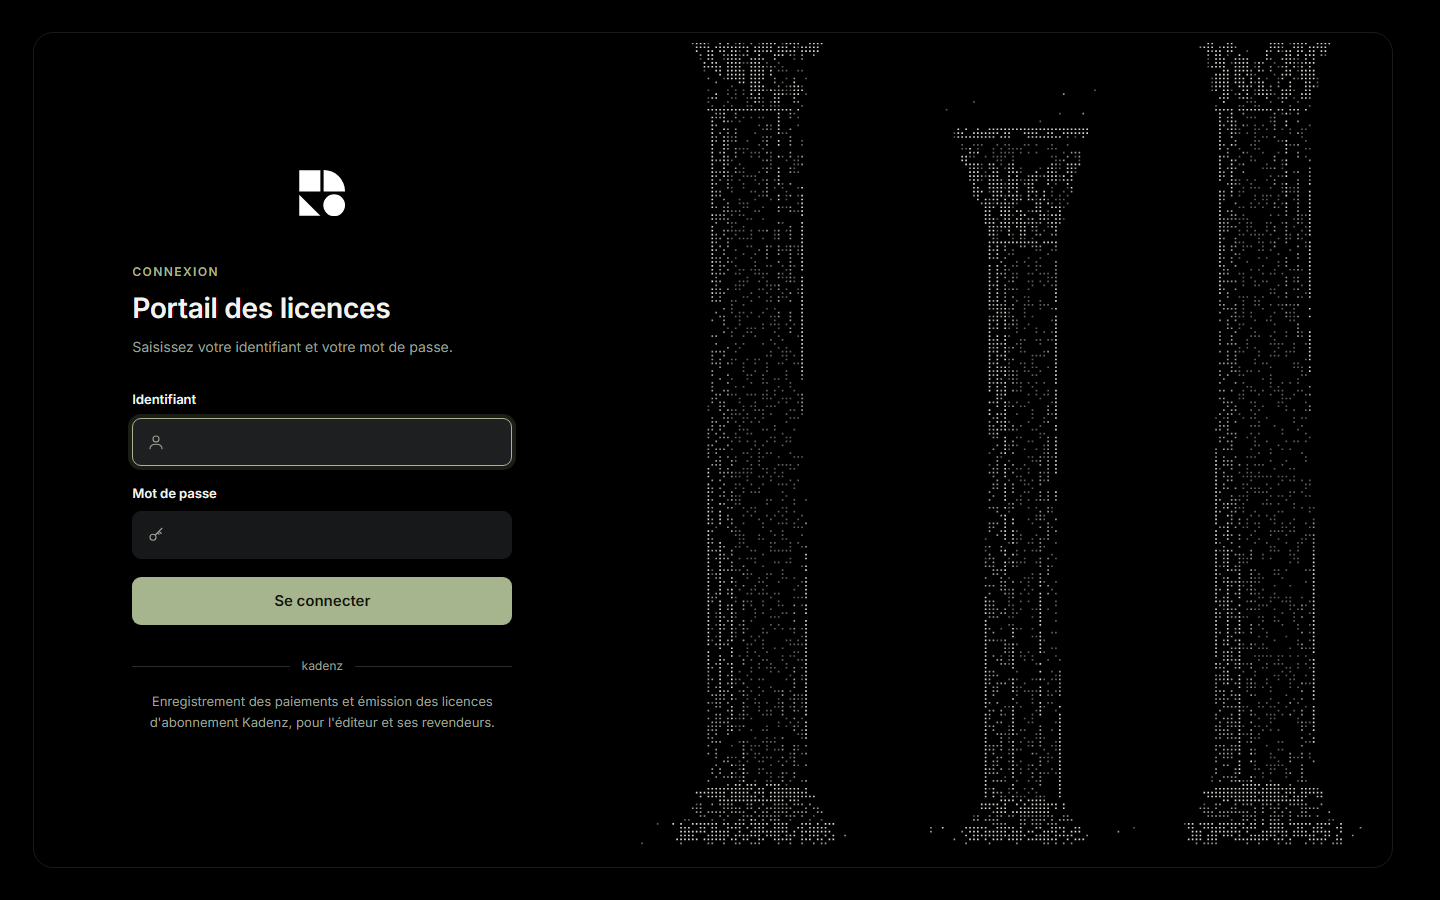 CONNEXION
Portail des licences
Saisissez votre identifiant et votre mot de passe.
Identifiant
Mot de passe
Se connecter
kadenz
Enregistrement des paiements et émission des licences
d'abonnement Kadenz, pour l'éditeur et ses revendeurs.